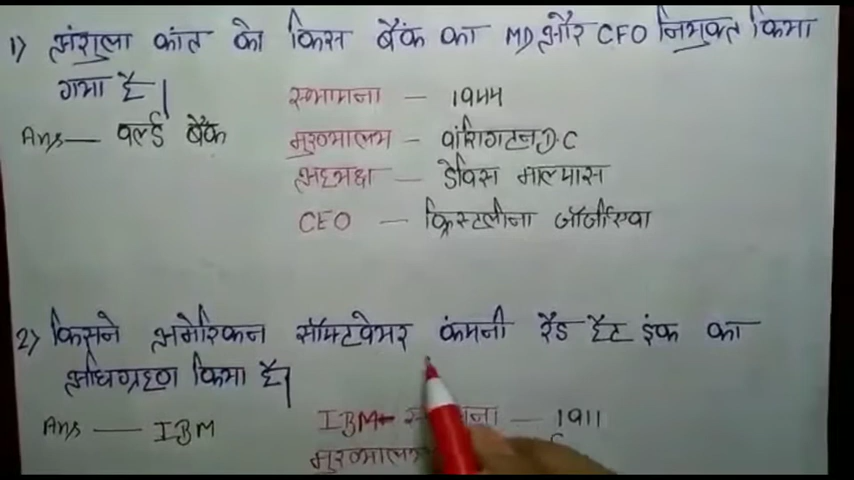 1) अंशुला कांत को किस बैंक का MD और CFO नियुक्त किया
गया है|
स्थापना - 1944
Ans - वर्ल्ड बैंक
मुख्यालय - वांशिगटन D.C
अध्यक्ष - डेविस माल्पास
CEO - क्रिस्टलीना जॉर्जीएवा
2) किसने अमेरिकन सॉफ्टवेयर कंपनी रैड हैट इंक का
अधिग्रहण किया है|
Ans - IBM
IBM - - 1911
मुख्यालय